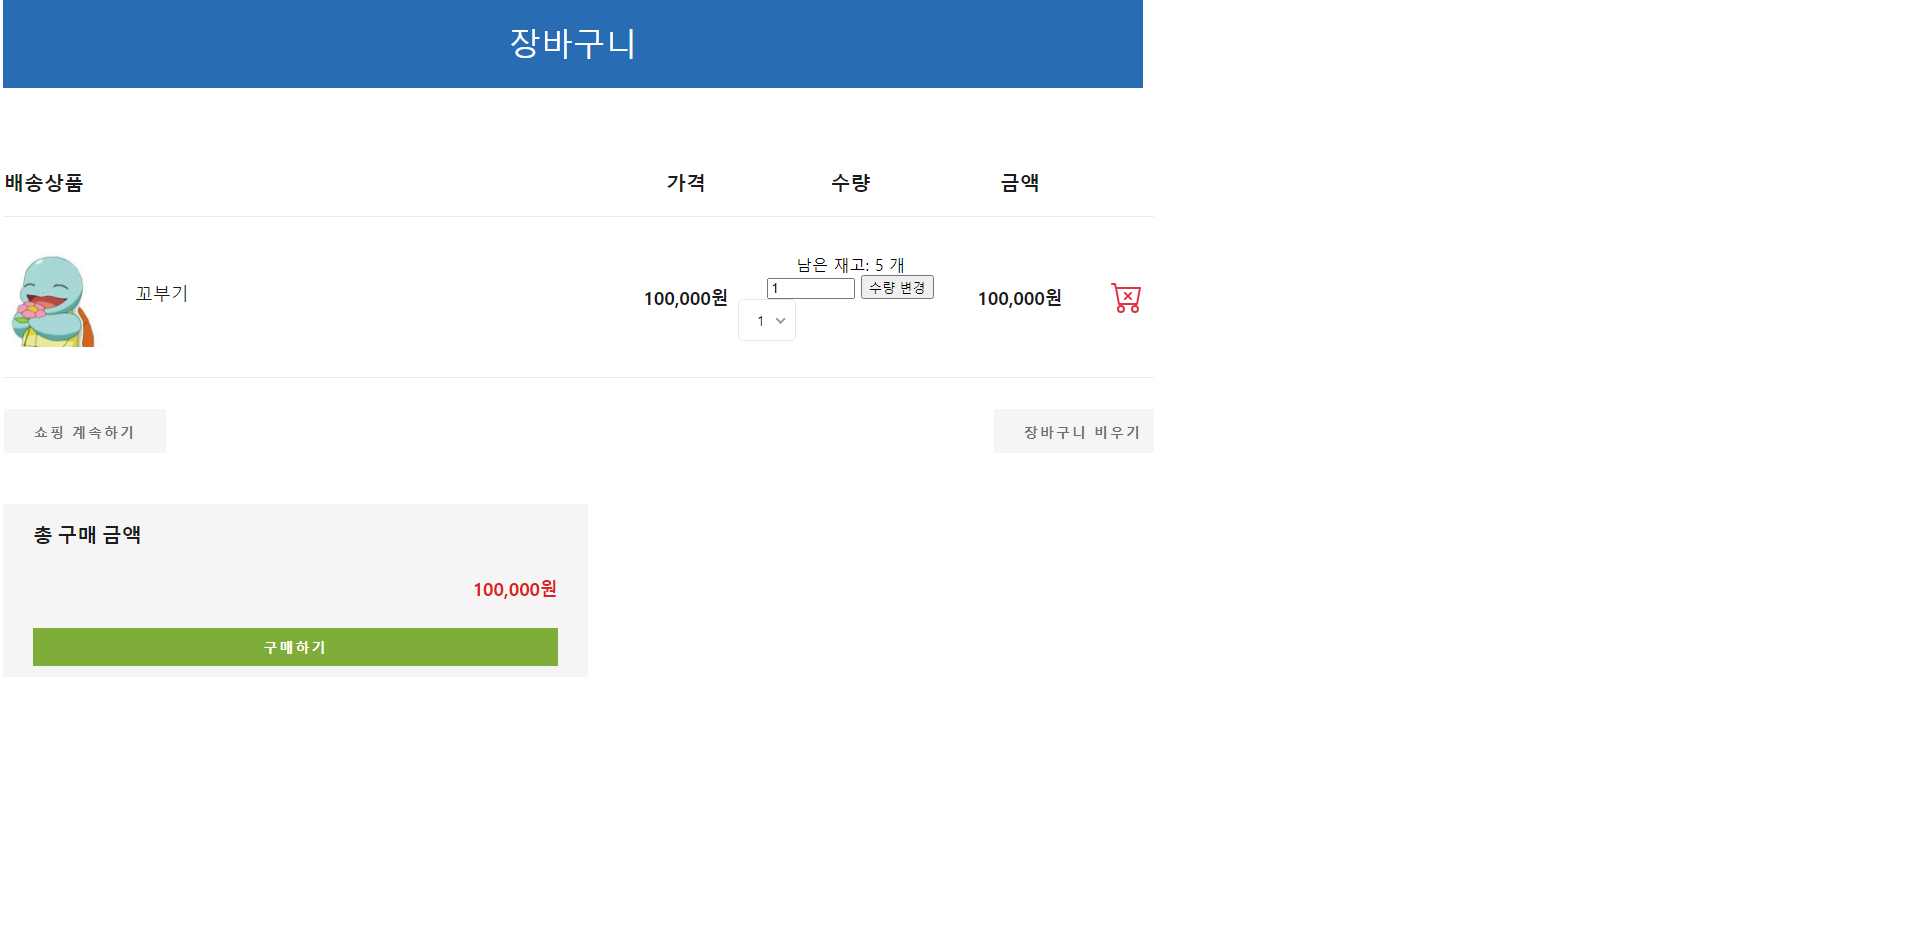 장바구니
배송상품 가격 수량 금액
남은 재고: 5 개
꼬부기 100,000원 1 수량 변경 100,000원
1
쇼핑 계속하기 장바구니 비우기
총 구매 금액
100,000원
구매하기